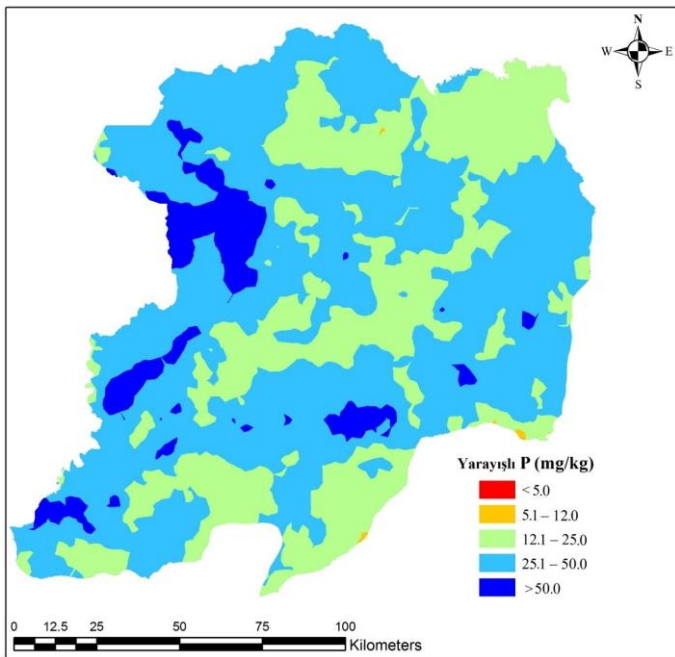 N
W E
S
Yarayışlı P (mg/kg)
< 5.0
5.1 – 12.0
12.1 – 25.0
25.1 – 50.0
>50.0
0 12.5 25 50 75 100
Kilometers